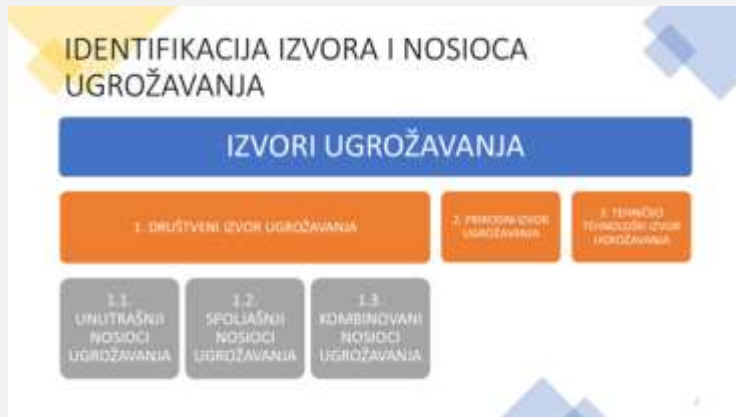 IDENTIFIKACIJA IZVORA I NOSIOCA
UGROŽAVANJA
IZVORI UGROŽAVANJA
1. DRUŠTVENI IZVOR UGROŽAVANJA
2. PRIRODNI IZVOR
UGROŽAVANJA
3. TEHNIČKO
TEHNOLOŠKI IZVOR
UGROŽAVANJA
1.1.
UNUTRAŠNJI
NOSIOCI
UGROŽAVANJA
1.2.
SPOLJAŠNJI
NOSIOCI
UGROŽAVANJA
1.3.
KOMBINOVANI
NOSIOCI
UGROŽAVANJA